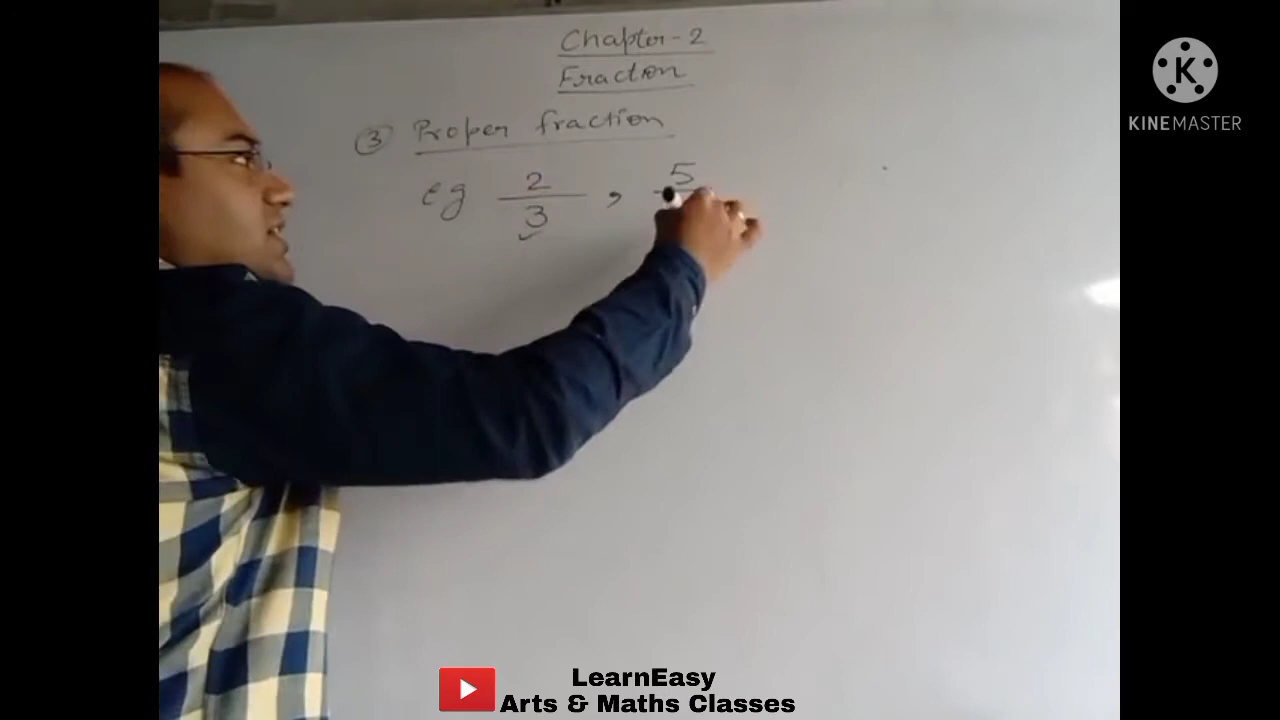 Chapter-2
Fraction
③ Proper fraction
eg 2/3 , 5
K
KINEMASTER
LearnEasy
Arts & Maths Classes